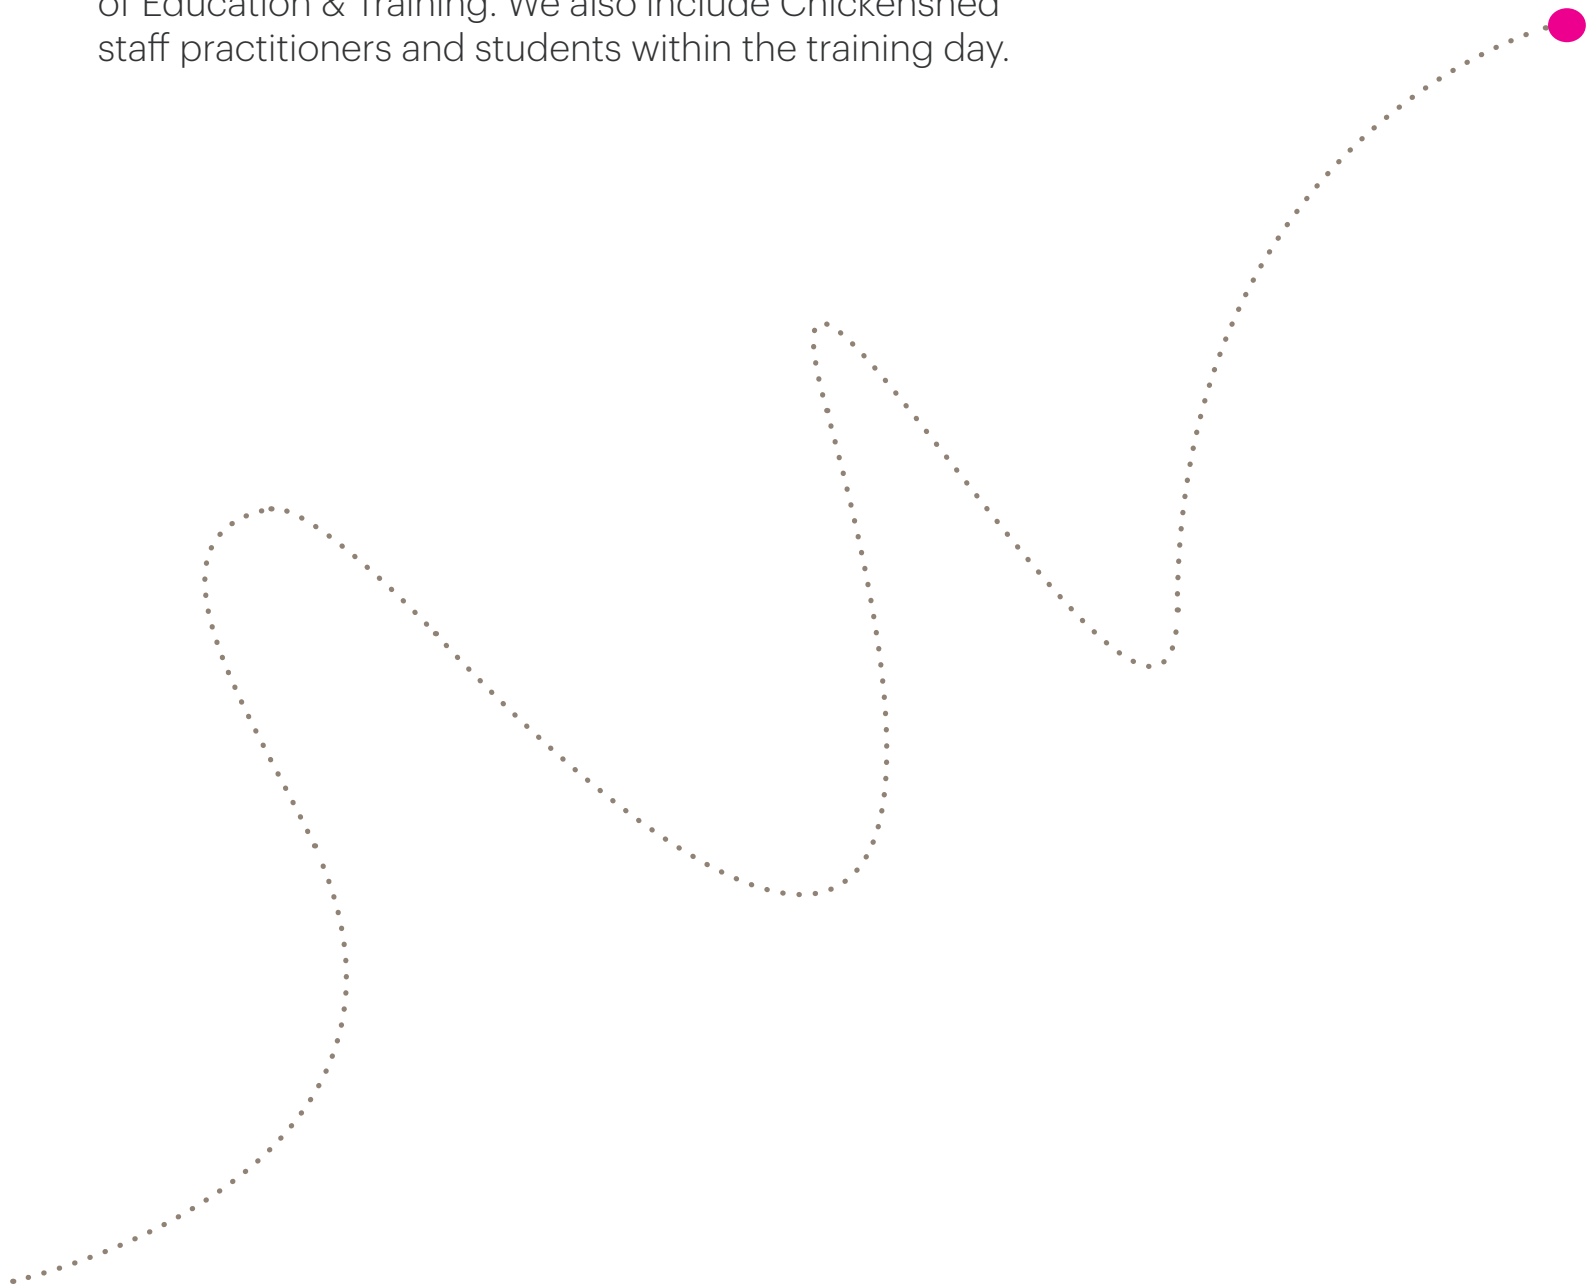 of Education & Training. We also include Chickenshed
staff practitioners and students within the training day.